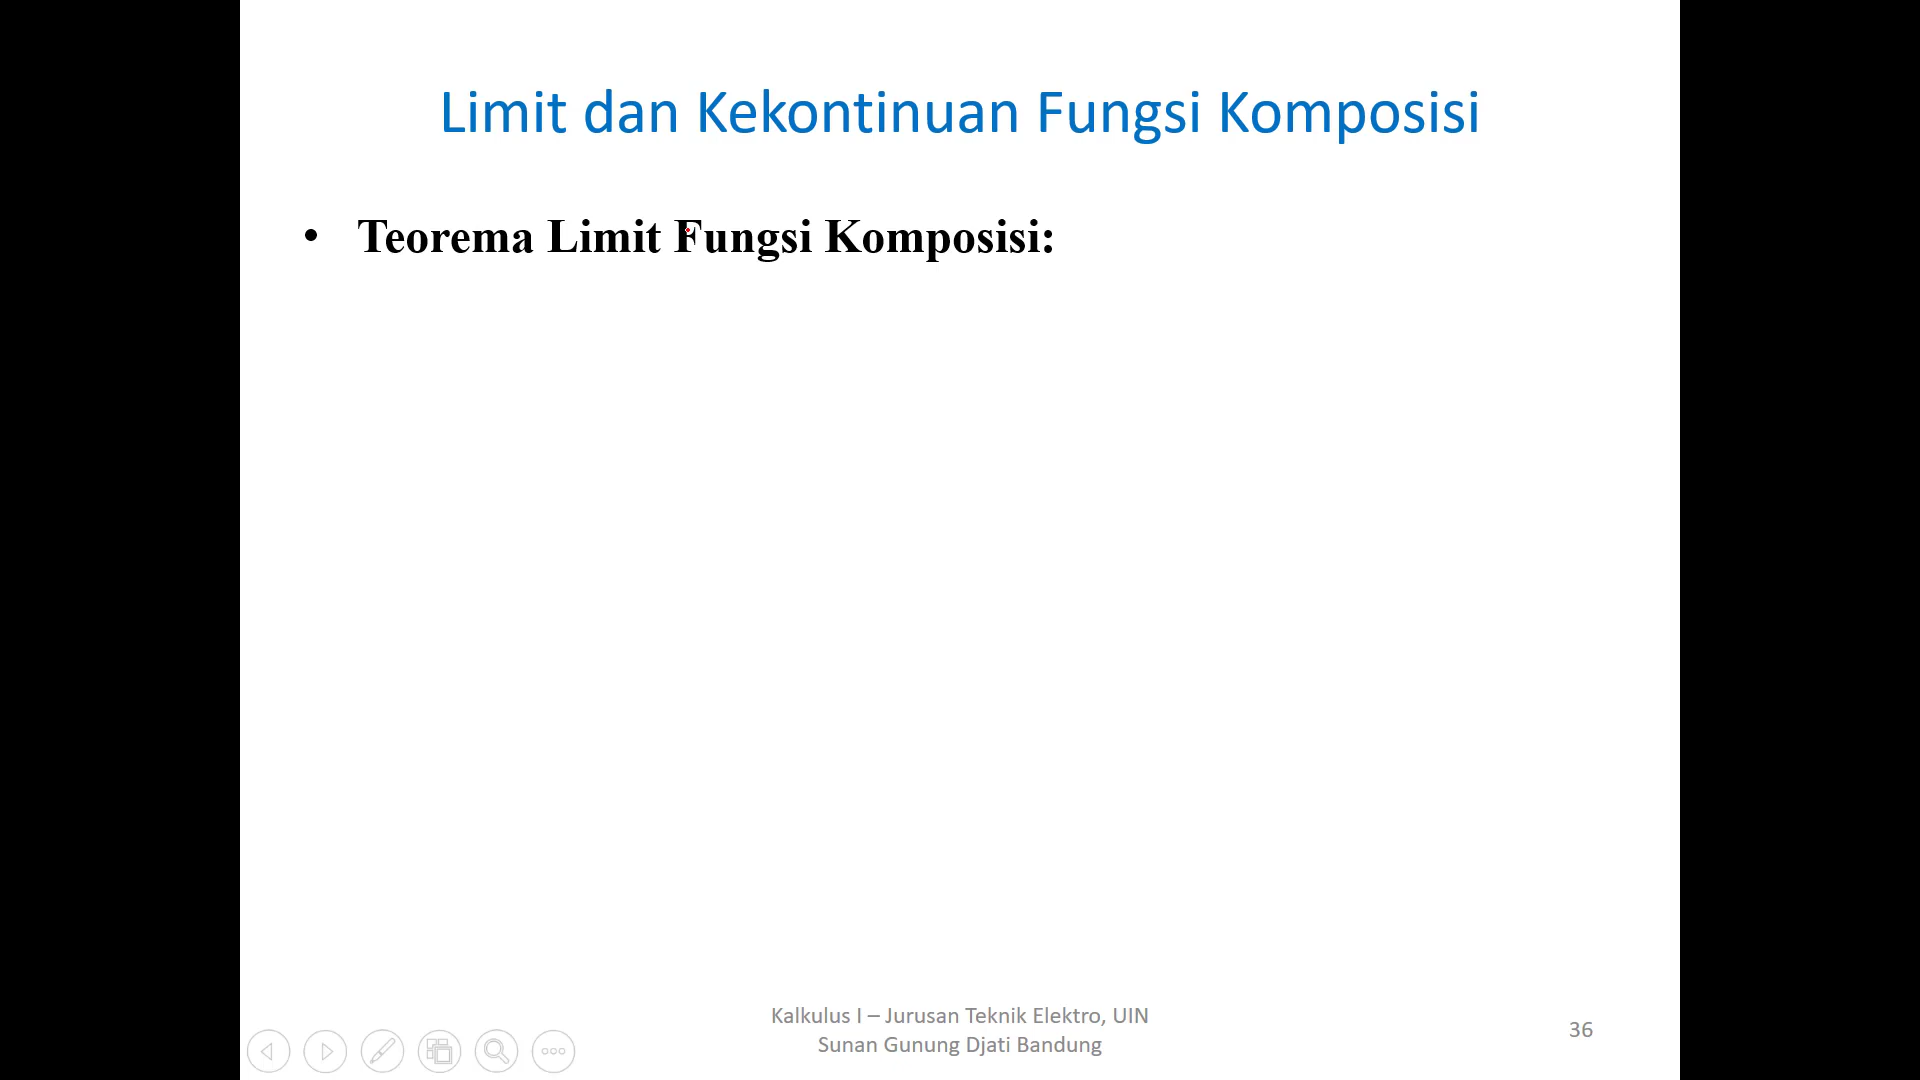 Limit dan Kekontinuan Fungsi Komposisi
• Teorema Limit Fungsi Komposisi:
Kalkulus I – Jurusan Teknik Elektro, UIN
Sunan Gunung Djati Bandung
36